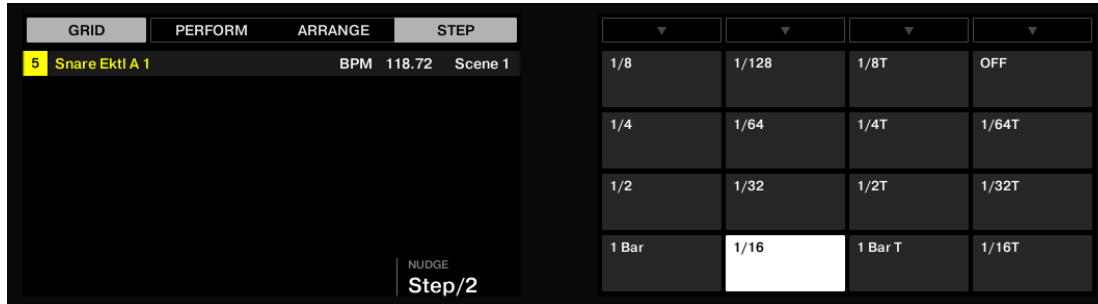 GRID PERFORM ARRANGE STEP
5 Snare Ektl A 1 BPM 118.72 Scene 1
NUDGE
Step/2
1/8 1/128 1/8T OFF
1/4 1/64 1/4T 1/64T
1/2 1/32 1/2T 1/32T
1 Bar 1/16 1 Bar T 1/16T